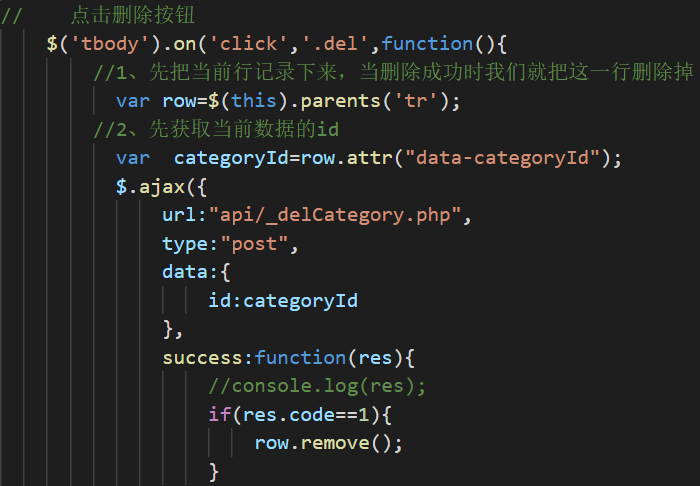 //    点击删除按钮
$('tbody').on('click','.del',function(){
//1、先把当前行记录下来，当删除成功时我们就把这一行删除掉
var row=$(this).parents('tr');
//2、先获取当前数据的id
var  categoryId=row.attr("data-categoryId");
$.ajax({
url:"api/_delCategory.php",
type:"post",
data:{
id:categoryId
},
success:function(res){
//console.log(res);
if(res.code==1){
row.remove();
}